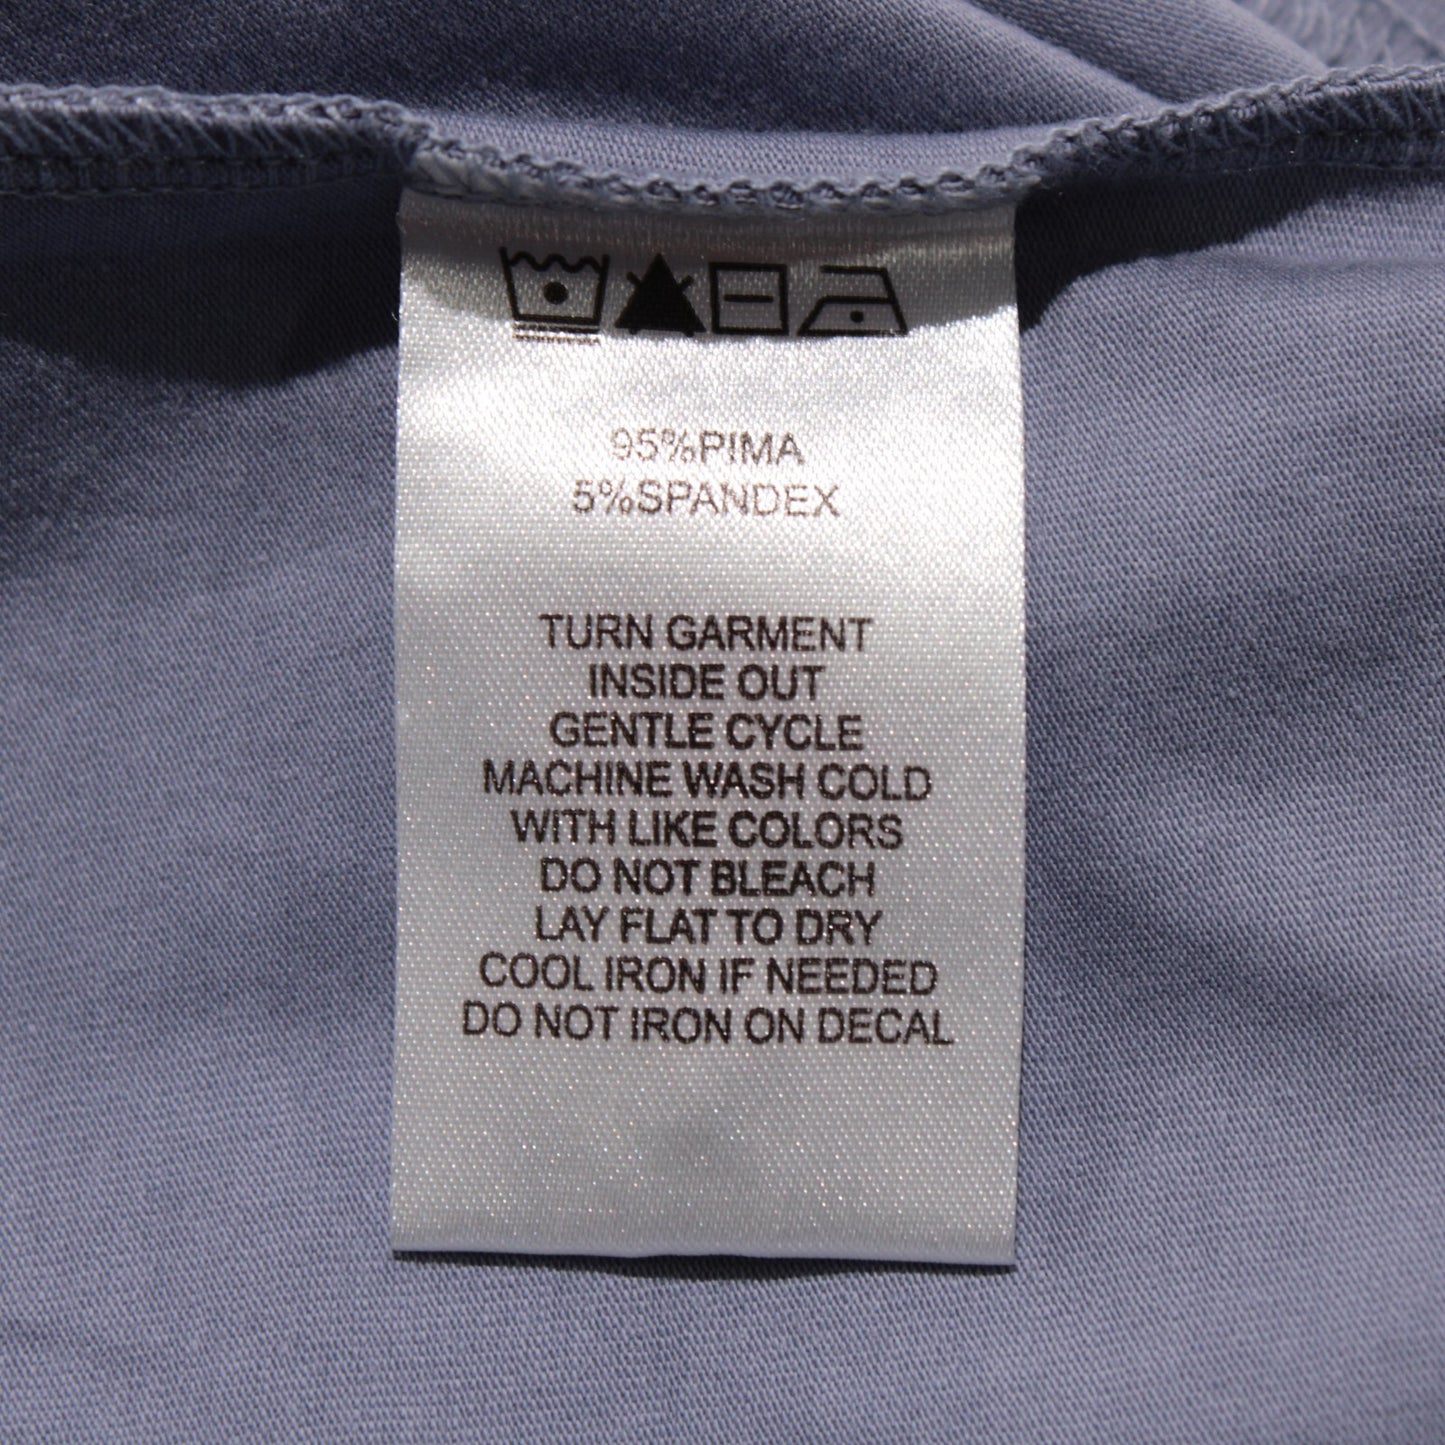 95%PIMA
5%SPANDEX
TURN GARMENT
INSIDE OUT
GENTLE CYCLE
MACHINE WASH COLD
WITH LIKE COLORS
DO NOT BLEACH
LAY FLAT TO DRY
COOL IRON IF NEEDED
DO NOT IRON ON DECAL